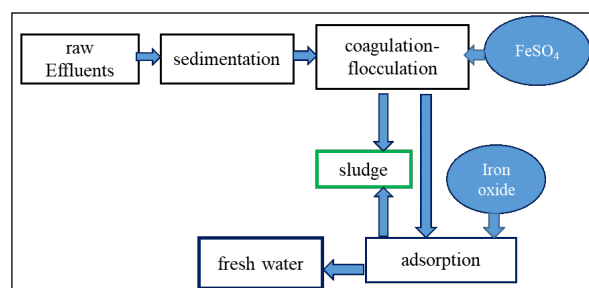 raw
Effluents
sedimentation
coagulation-
flocculation
FeSO₄
sludge
Iron
oxide
fresh water
adsorption